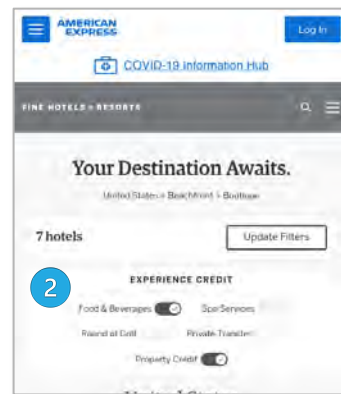 AMERICAN
EXPRESS
Log In
COVID-19 Information Hub
FINE HOTELS + RESORTS
Your Destination Awaits.
United States > Beachfront > Boutique
7 hotels
Update Filters
2
EXPERIENCE CREDIT
Food & Beverages
Spa Services
Round of Golf
Private Transfer
Property Credit